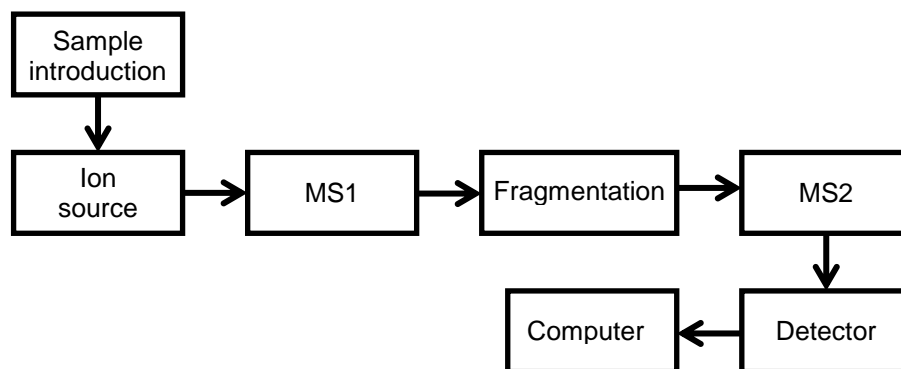 Sample
introduction
Ion
source
MS1
Fragmentation
MS2
Computer
Detector